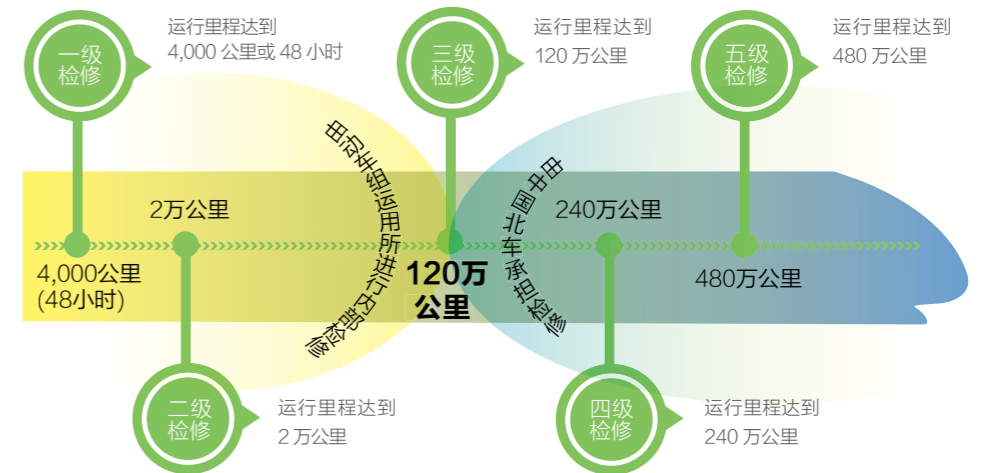 一级
检修
运行里程达到
4,000 公里或 48 小时
三级
检修
运行里程达到
120 万公里
五级
检修
运行里程达到
480 万公里
由动车组运用所进行内部检修
由中国北车承担检修
2万公里
240万公里
4,000公里
(48小时)
120万
公里
480万公里
二级
检修
运行里程达到
2 万公里
四级
检修
运行里程达到
240 万公里